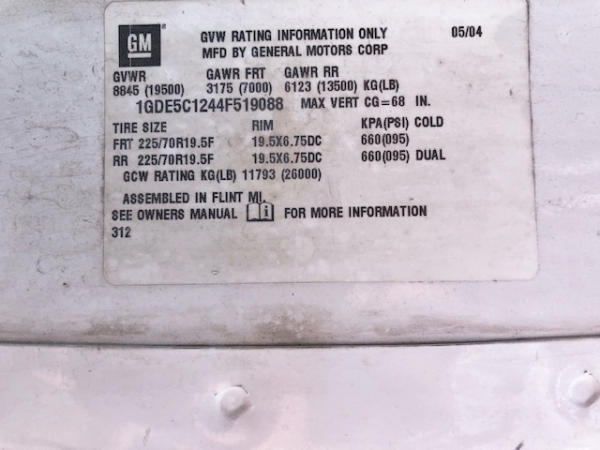 GM
GVW RATING INFORMATION ONLY 05/04
MFD BY GENERAL MOTORS CORP
GVWR GAWR FRT GAWR RR
8845 (19500) 3175 (7000) 6123 (13500) KG(LB)
1GDE5C1244F519088 MAX VERT CG=68 IN.
TIRE SIZE RIM KPA(PSI) COLD
FRT 225/70R19.5F 19.5X6.75DC 660(095)
RR 225/70R19.5F 19.5X6.75DC 660(095) DUAL
GCW RATING KG(LB) 11793 (26000)
ASSEMBLED IN FLINT MI.
SEE OWNERS MANUAL i FOR MORE INFORMATION
312